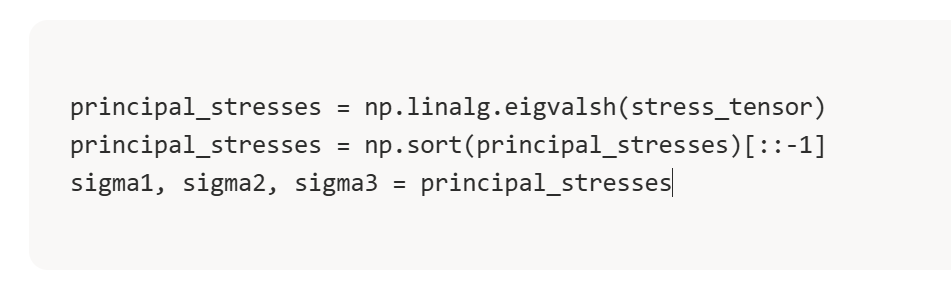 principal_stresses = np.linalg.eigvalsh(stress_tensor)
principal_stresses = np.sort(principal_stresses)[::-1]
sigma1, sigma2, sigma3 = principal_stresses